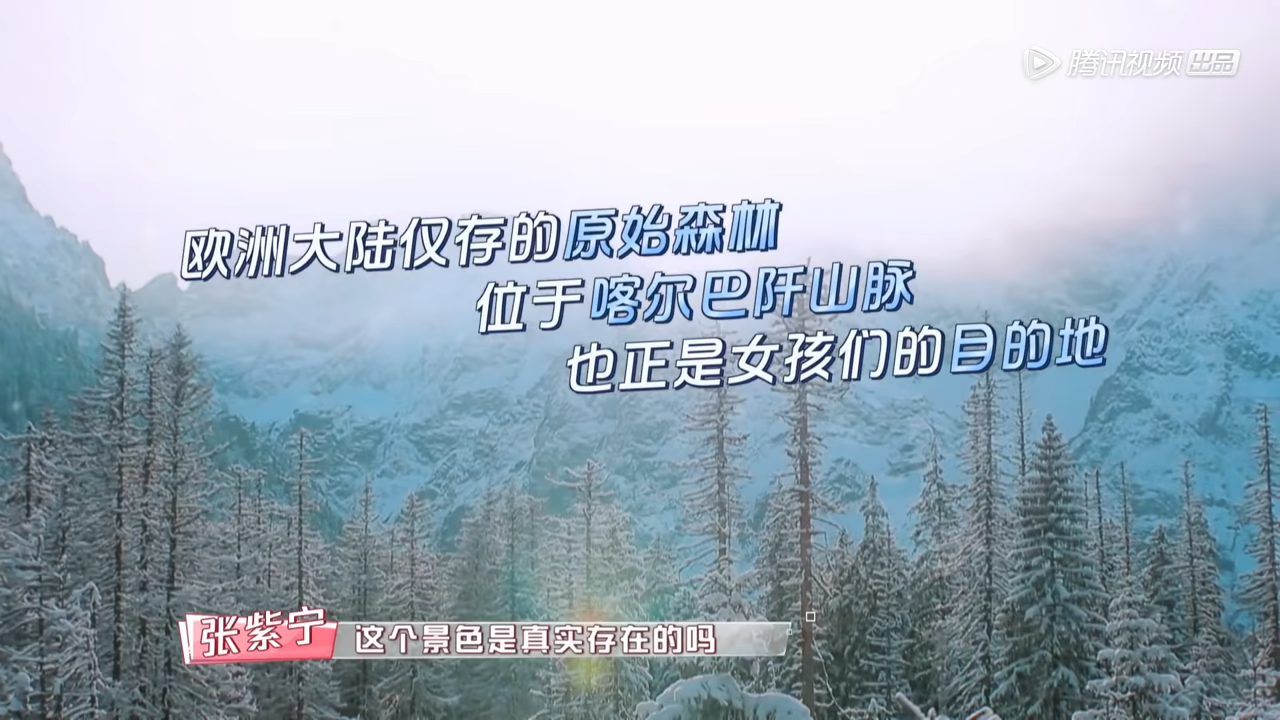 腾讯视频 出品
欧洲大陆仅存的原始森林
位于喀尔巴阡山脉
也正是女孩们的目的地
张紫宁 这个景色是真实存在的吗